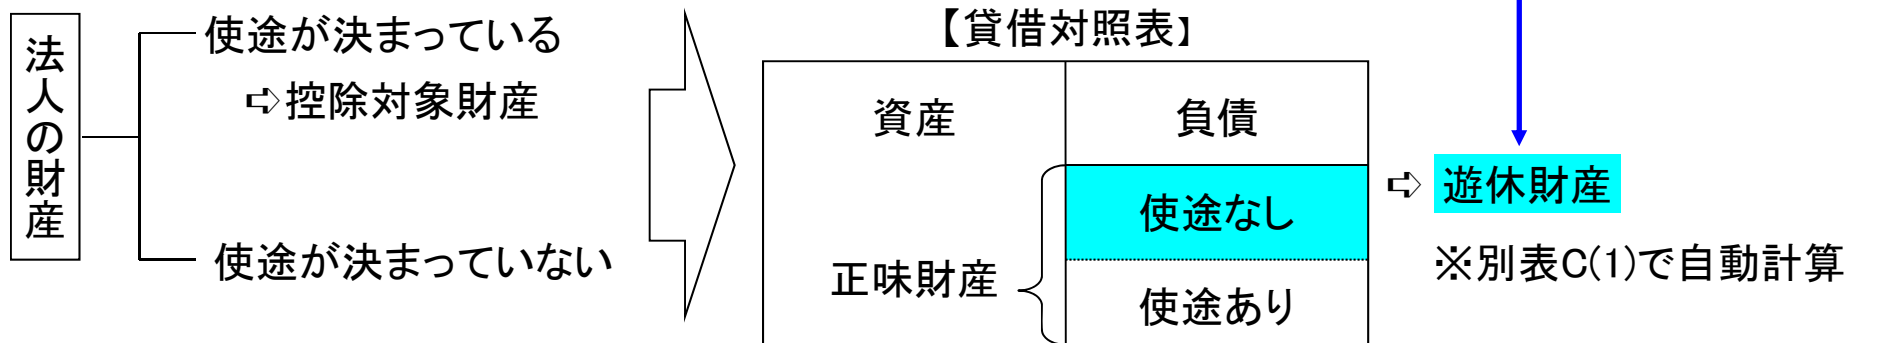 法人の財産
使途が決まっている
➪控除対象財産
使途が決まっていない
【貸借対照表】
資産
負債
正味財産
使途なし
使途あり
➪ 遊休財産
※別表C(1)で自動計算